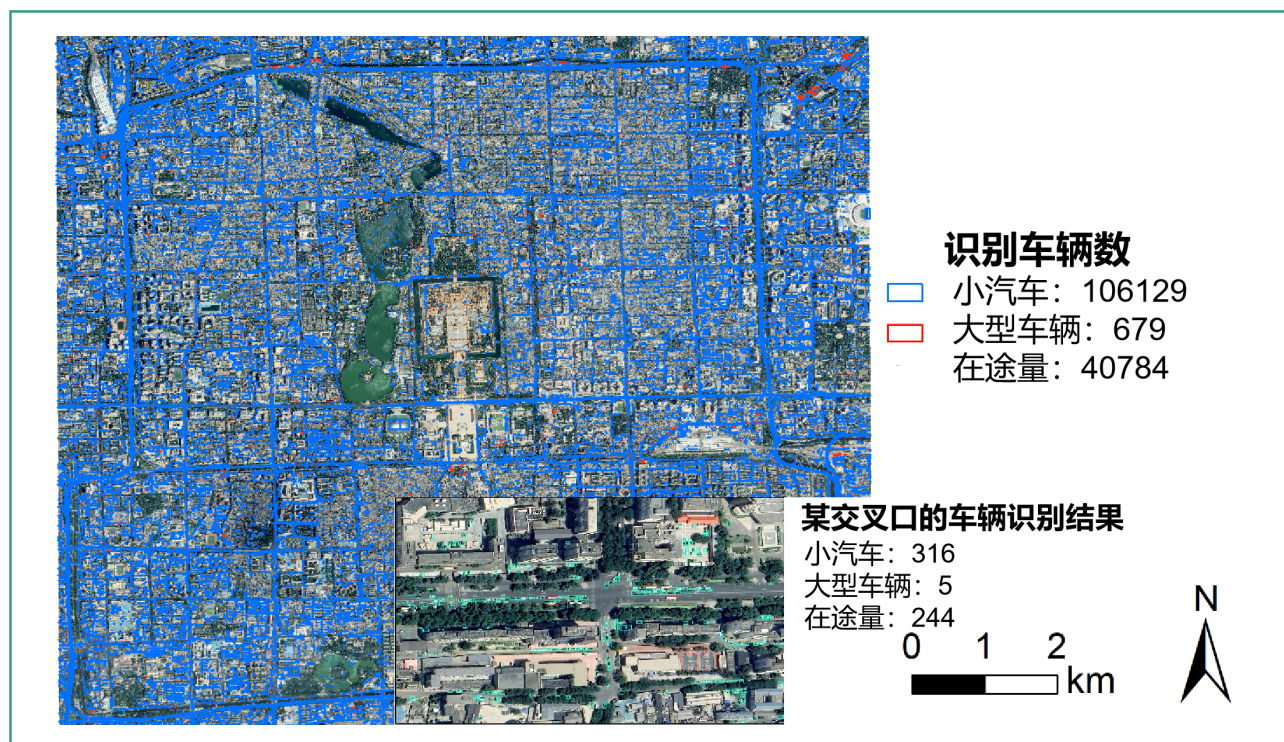 识别车辆数
小汽车：106129
大型车辆：679
在途量：40784
某交叉口的车辆识别结果
小汽车：316
大型车辆：5
在途量：244
0 1 2
km
N